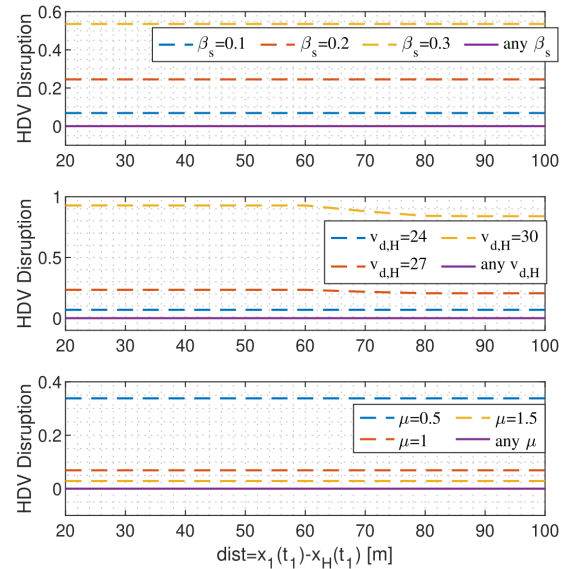 0.6
β_s=0.1 β_s=0.2 β_s=0.3 any β_s
0.4
0.2
0
HDV Disruption
20 30 40 50 60 70 80 90 100
1
v_d,H=24 v_d,H=30
0.5
v_d,H=27 any v_d,H
0
HDV Disruption
20 30 40 50 60 70 80 90 100
0.4
μ=0.5 μ=1.5
μ=1 any μ
0.2
0
HDV Disruption
20 30 40 50 60 70 80 90 100
dist=x_1(t_1)-x_H(t_1) [m]